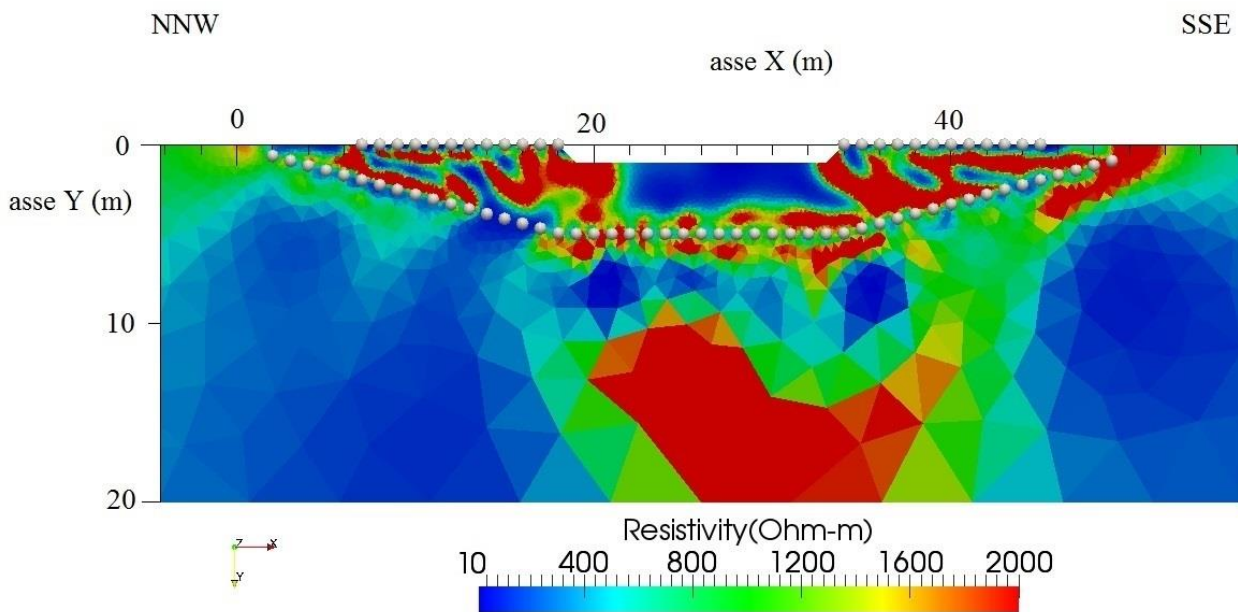 NNW SSE
asse X (m)
0 20 40
0
asse Y (m)
10
20
Resistivity(Ohm-m)
10 400 800 1200 1600 2000
Z X
Y